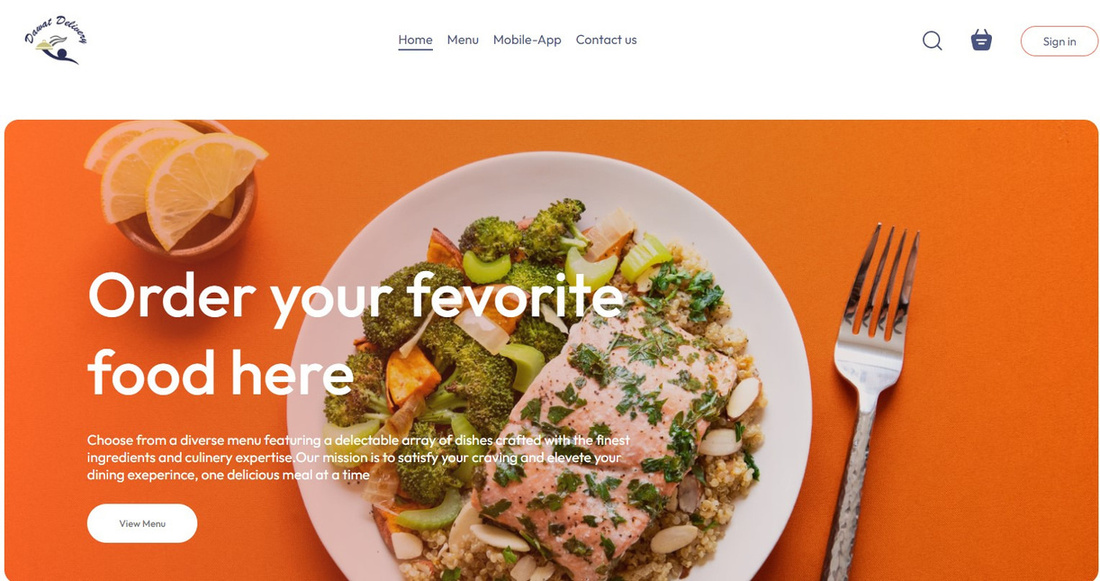 Dawat Delivery
Home Menu Mobile-App Contact us
Sign in
Order your fevorite
food here
Choose from a diverse menu featuring a delectable array of dishes crafted with the finest
ingredients and culinery expertise.Our mission is to satisfy your craving and elevete your
dining exeperince, one delicious meal at a time
View Menu